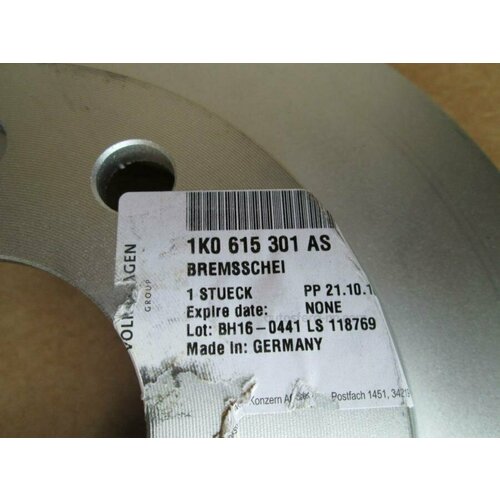 1K0 615 301 AS
BREMSSCHEI
1 STUECK PP 21.10.1
Expire date: NONE
Lot: BH16-0441 LS 118769
Made in: GERMANY
GROUP
Konzern
Postfach 1451, 342